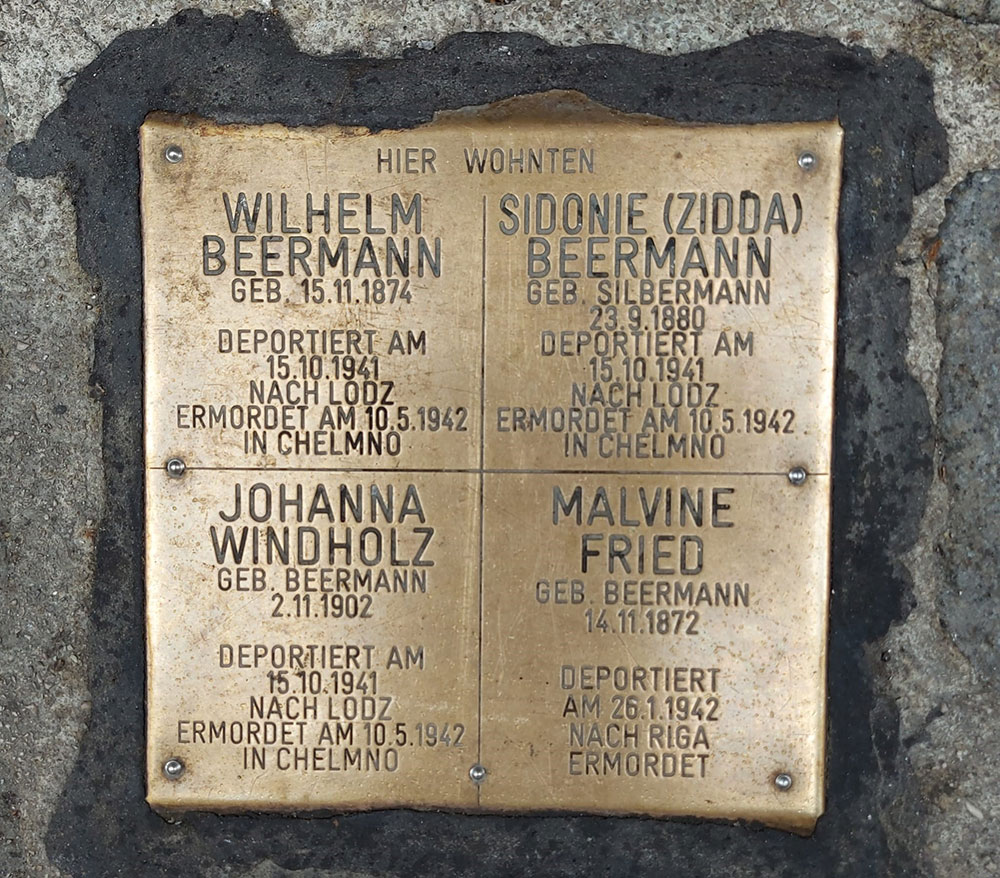 HIER WOHNTEN
WILHELM
BEERMANN
GEB. 15.11.1874
DEPORTIERT AM
15.10.1941
NACH LODZ
ERMORDET AM 10.5.1942
IN CHELMNO
SIDONIE (ZIDDA)
BEERMANN
GEB. SILBERMANN
23.9.1880
DEPORTIERT AM
15.10.1941
NACH LODZ
ERMORDET AM 10.5.1942
IN CHELMNO
JOHANNA
WINDHOLZ
GEB. BEERMANN
2.11.1902
DEPORTIERT AM
15.10.1941
NACH LODZ
ERMORDET AM 10.5.1942
IN CHELMNO
MALVINE
FRIED
GEB. BEERMANN
14.11.1872
DEPORTIERT
AM 26.1.1942
NACH RIGA
ERMORDET